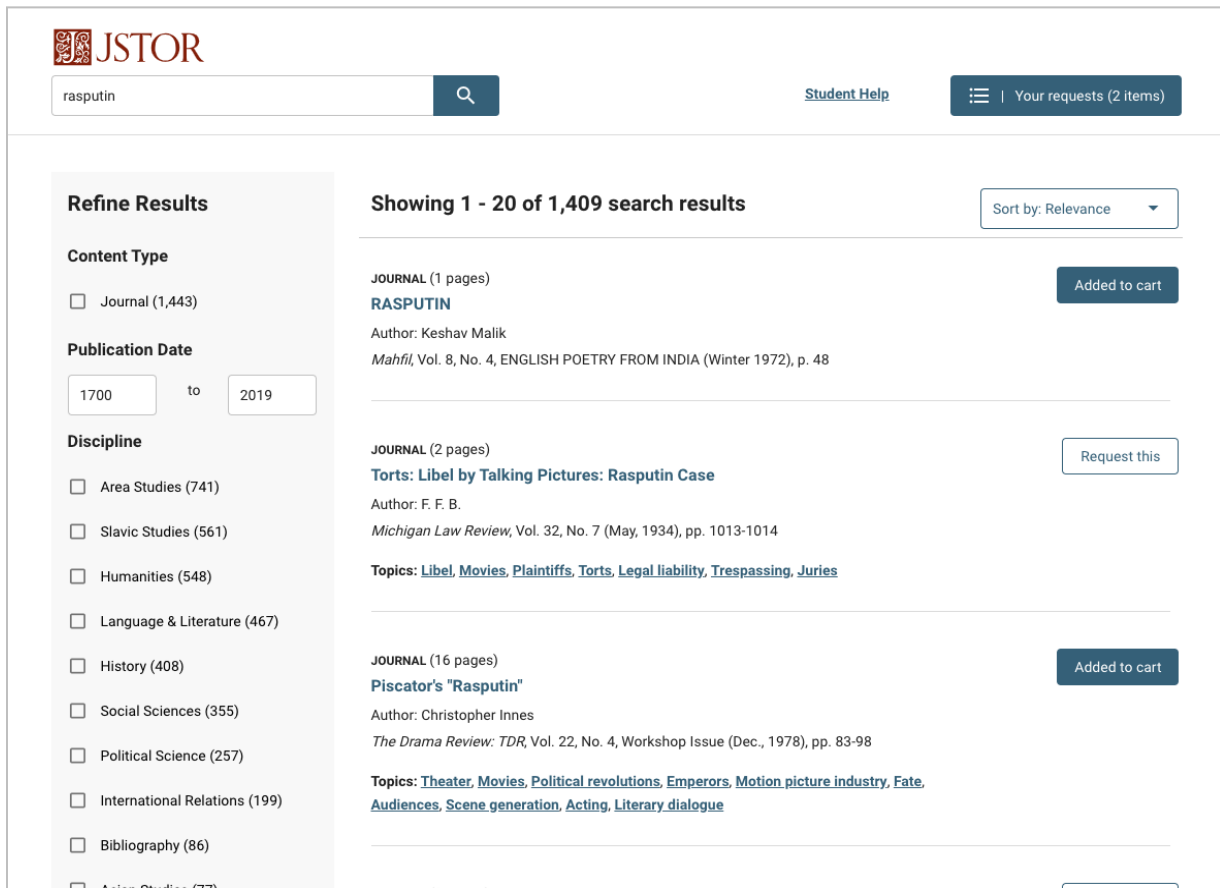 JSTOR
rasputin
Student Help
| Your requests (2 items)
Refine Results
Content Type
Journal (1,443)
Publication Date
1700 to 2019
Discipline
Area Studies (741)
Slavic Studies (561)
Humanities (548)
Language & Literature (467)
History (408)
Social Sciences (355)
Political Science (257)
International Relations (199)
Bibliography (86)
Asian Studies (77)
Showing 1 - 20 of 1,409 search results
Sort by: Relevance
JOURNAL (1 pages)
Added to cart
RASPUTIN
Author: Keshav Malik
Mahfil, Vol. 8, No. 4, ENGLISH POETRY FROM INDIA (Winter 1972), p. 48
JOURNAL (2 pages)
Request this
Torts: Libel by Talking Pictures: Rasputin Case
Author: F. F. B.
Michigan Law Review, Vol. 32, No. 7 (May, 1934), pp. 1013-1014
Topics: Libel, Movies, Plaintiffs, Torts, Legal liability, Trespassing, Juries
JOURNAL (16 pages)
Added to cart
Piscator's "Rasputin"
Author: Christopher Innes
The Drama Review: TDR, Vol. 22, No. 4, Workshop Issue (Dec., 1978), pp. 83-98
Topics: Theater, Movies, Political revolutions, Emperors, Motion picture industry, Fate,
Audiences, Scene generation, Acting, Literary dialogue